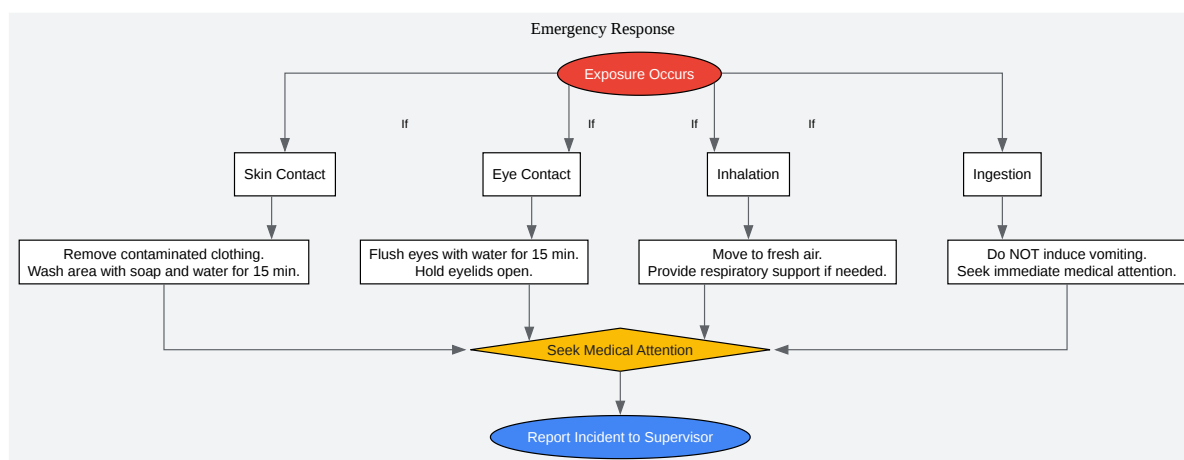 Emergency Response
Exposure Occurs
If
If
If
If
Skin Contact
Eye Contact
Inhalation
Ingestion
Remove contaminated clothing.
Wash area with soap and water for 15 min.
Flush eyes with water for 15 min.
Hold eyelids open.
Move to fresh air.
Provide respiratory support if needed.
Do NOT induce vomiting.
Seek immediate medical attention.
Seek Medical Attention
Report Incident to Supervisor